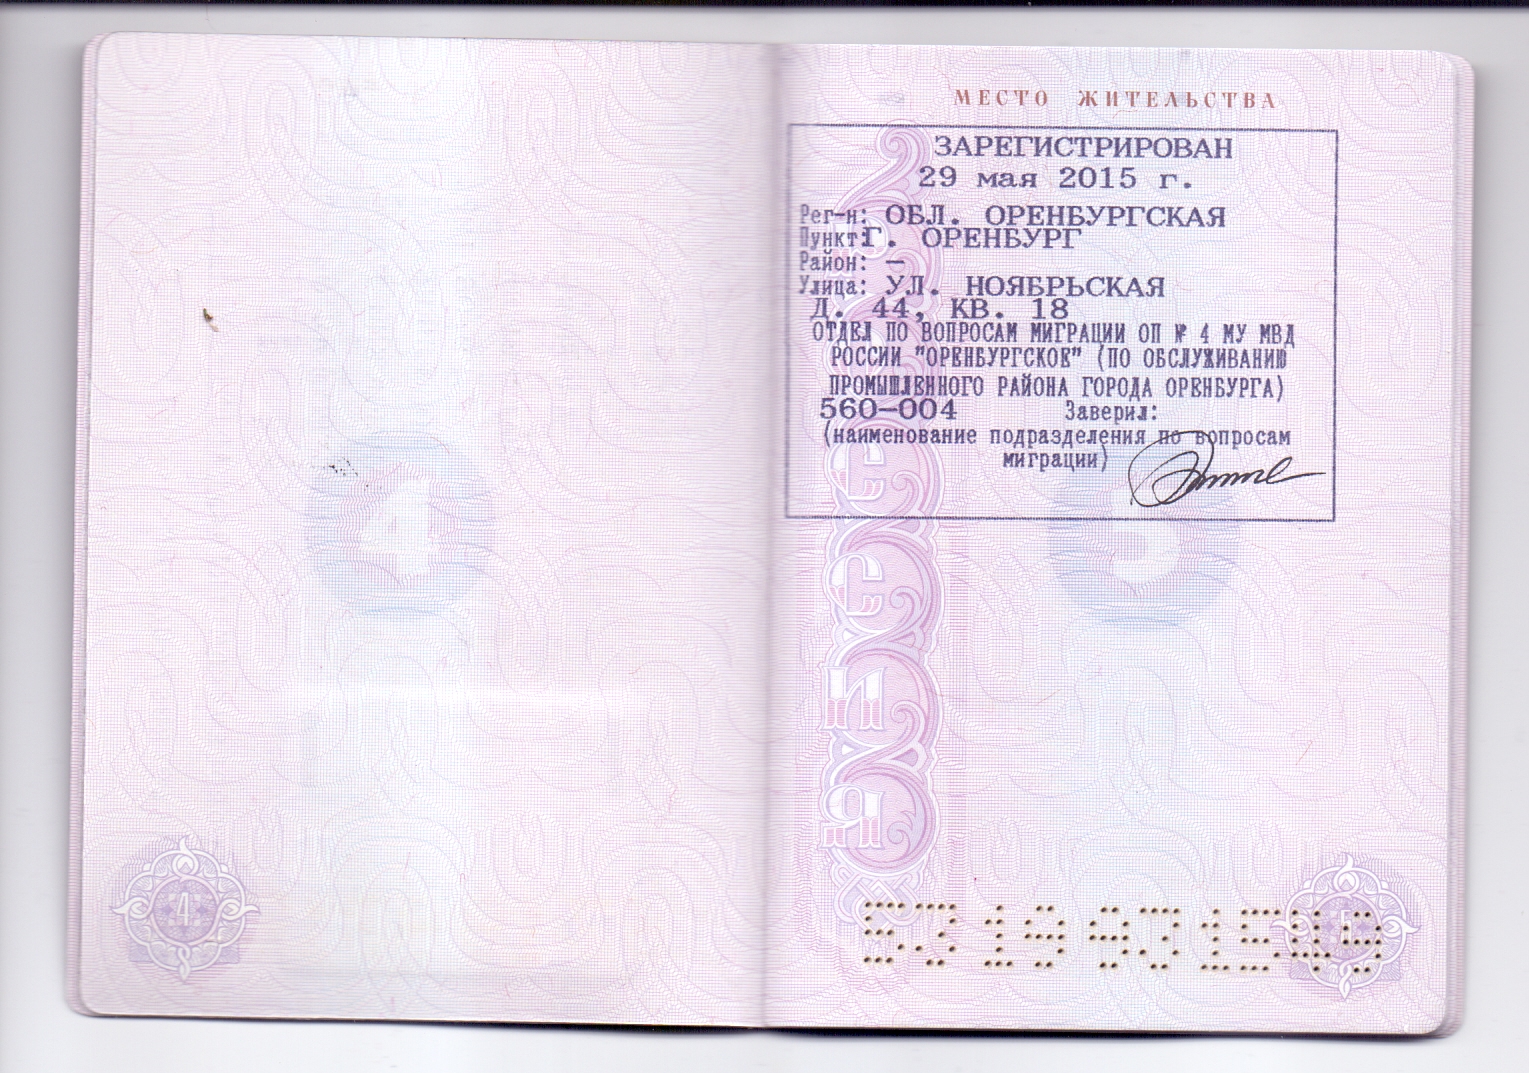 МЕСТО ЖИТЕЛЬСТВА
ЗАРЕГИСТРИРОВАН
29 мая 2015 г.
Рег-н: ОБЛ. ОРЕНБУРГСКАЯ
Пункт: Г. ОРЕНБУРГ
Район: —
Улица: УЛ. НОЯБРЬСКАЯ
Д. 44, КВ. 18
ОТДЕЛ ПО ВОПРОСАМ МИГРАЦИИ ОП № 4 МУ МВД
РОССИИ "ОРЕНБУРГСКОЕ" (ПО ОБСЛУЖИВАНИЮ
ПРОМЫШЛЕННОГО РАЙОНА ГОРОДА ОРЕНБУРГА)
560-004 Заверил:
(наименование подразделения по вопросам
миграции)
4
5
4
5